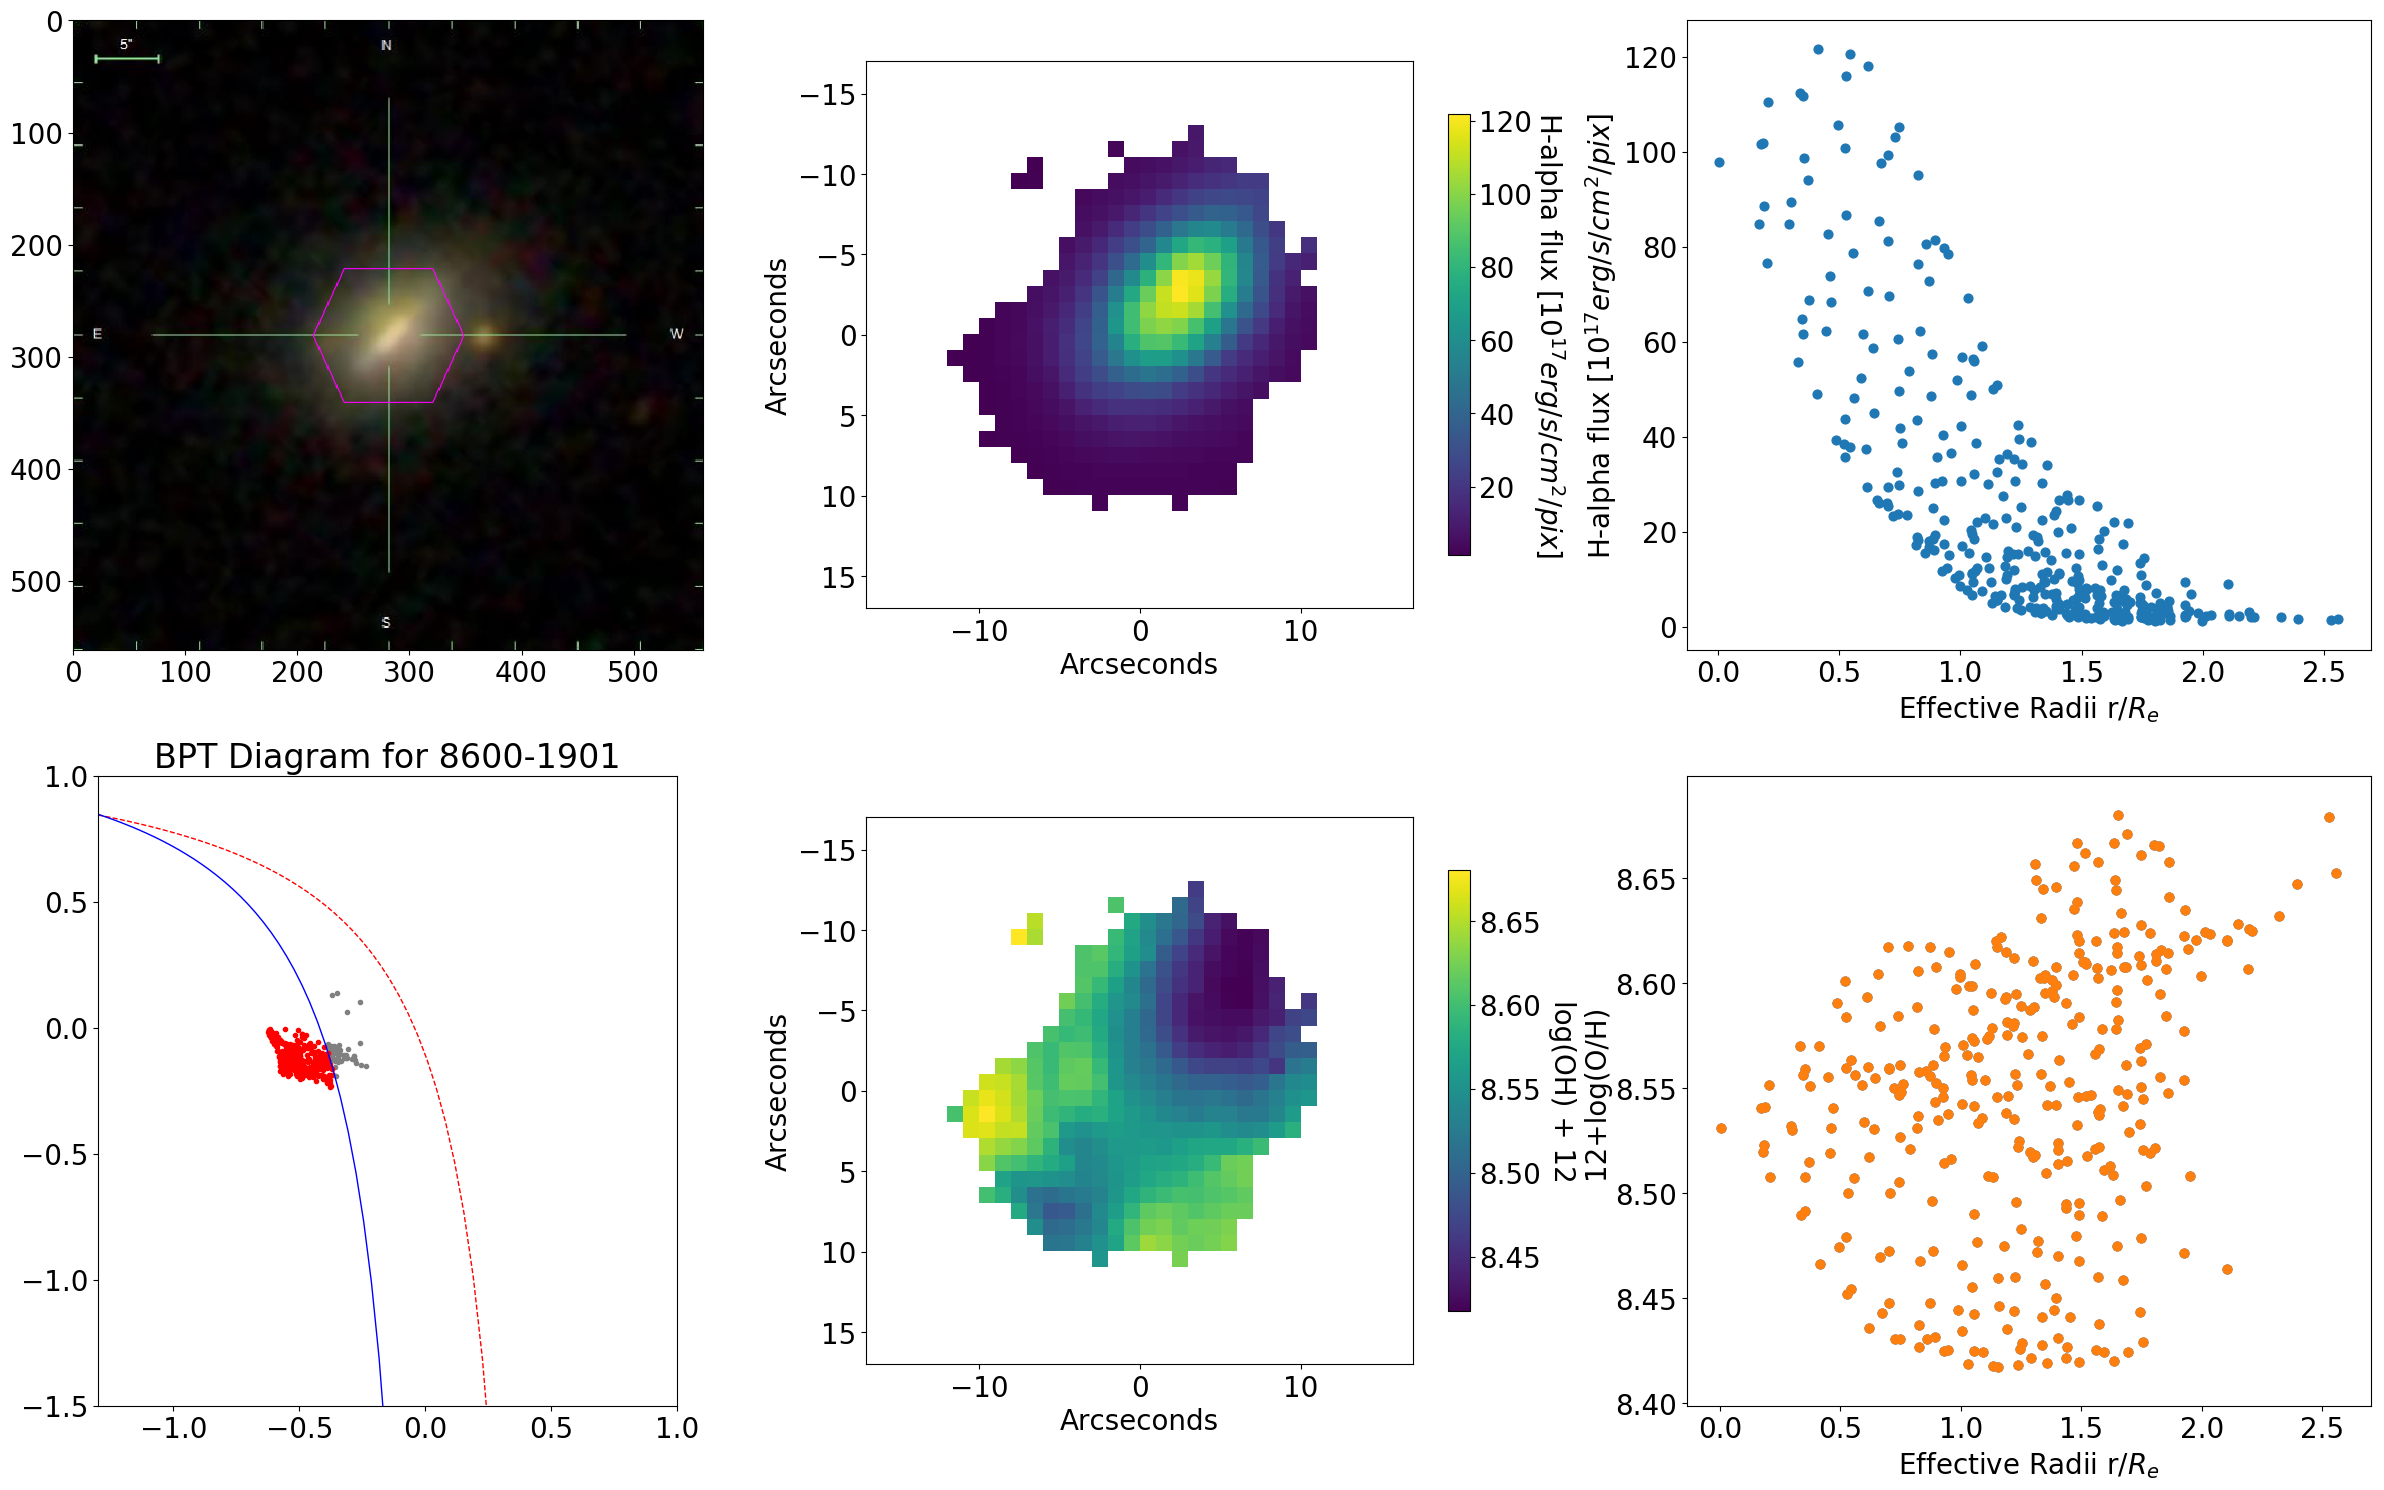 0
100
200
300
400
500
0 100 200 300 400 500
5"
N
E
W
S
−15
−10
−5
0
5
10
15
−10 0 10
Arcseconds
Arcseconds
120
100
80
60
40
20
H-alpha flux [10^17 erg/s/cm^2/pix]
H-alpha flux [10^17 erg/s/cm^2/pix]
120
100
80
60
40
20
0
0.0 0.5 1.0 1.5 2.0 2.5
Effective Radii r/R_e
BPT Diagram for 8600-1901
1.0
0.5
0.0
−0.5
−1.0
−1.5
−1.0 −0.5 0.0 0.5 1.0
−15
−10
−5
0
5
10
15
−10 0 10
Arcseconds
Arcseconds
8.65
8.60
8.55
8.50
8.45
log(OH) + 12
12+log(O/H)
8.65
8.60
8.55
8.50
8.45
8.40
0.0 0.5 1.0 1.5 2.0 2.5
Effective Radii r/R_e